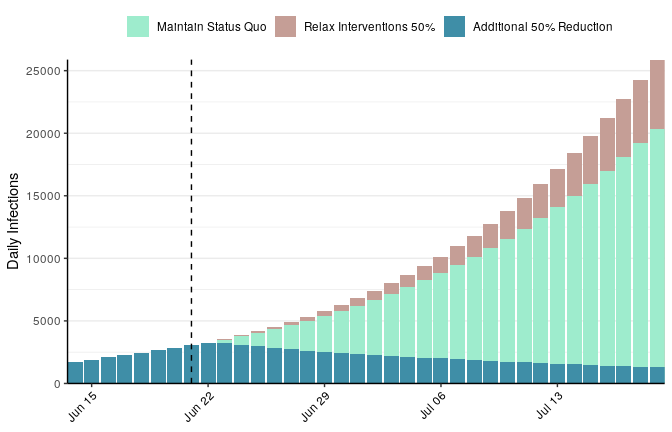 Maintain Status Quo Relax Interventions 50% Additional 50% Reduction
25000
20000
15000
10000
5000
0
Daily Infections
Jun 15 Jun 22 Jun 29 Jul 06 Jul 13